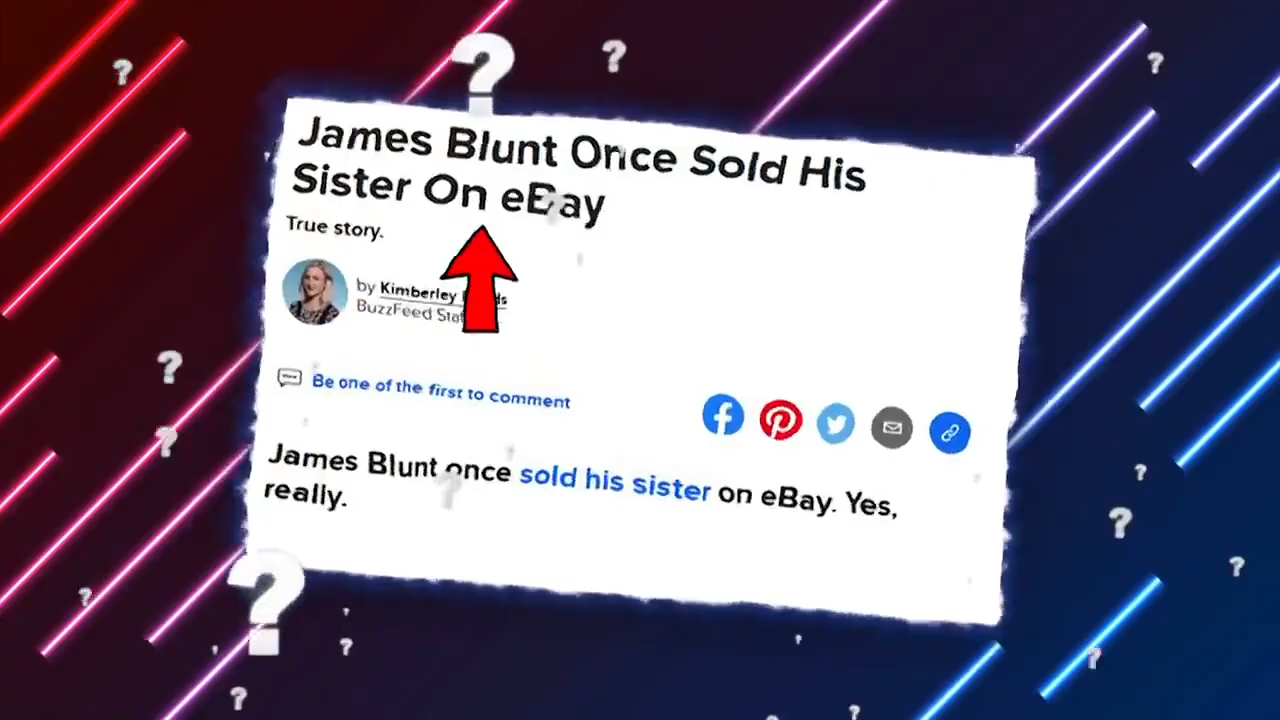 James Blunt Once Sold His
Sister On eBay
True story.
by Kimberley
BuzzFeed
Be one of the first to comment
James Blunt once sold his sister on eBay. Yes,
really.